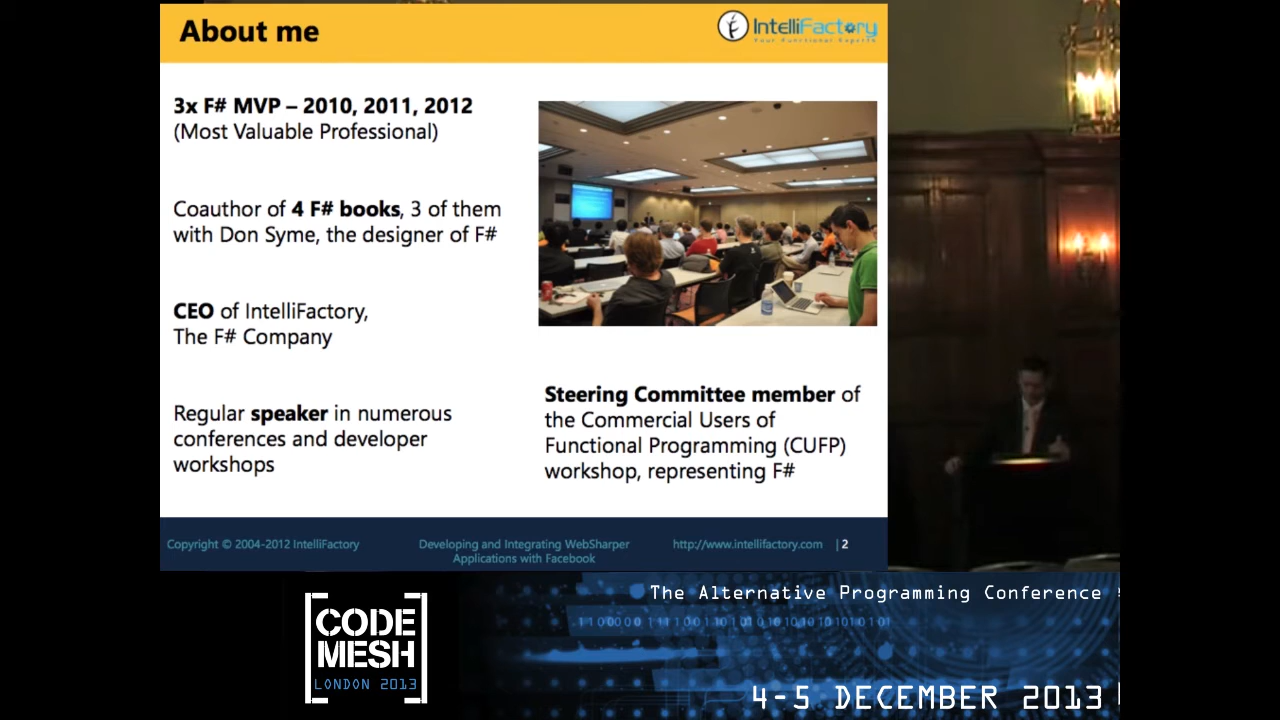 About me
IntelliFactory
Your Functional Experts
3x F# MVP – 2010, 2011, 2012
(Most Valuable Professional)
Coauthor of 4 F# books, 3 of them
with Don Syme, the designer of F#
CEO of IntelliFactory,
The F# Company
Regular speaker in numerous
conferences and developer
workshops
Steering Committee member of
the Commercial Users of
Functional Programming (CUFP)
workshop, representing F#
Copyright © 2004-2012 IntelliFactory
Developing and Integrating WebSharper
Applications with Facebook
http://www.intellifactory.com | 2
The Alternative Programming Conference
CODE
MESH
LONDON 2013
4-5 DECEMBER 2013